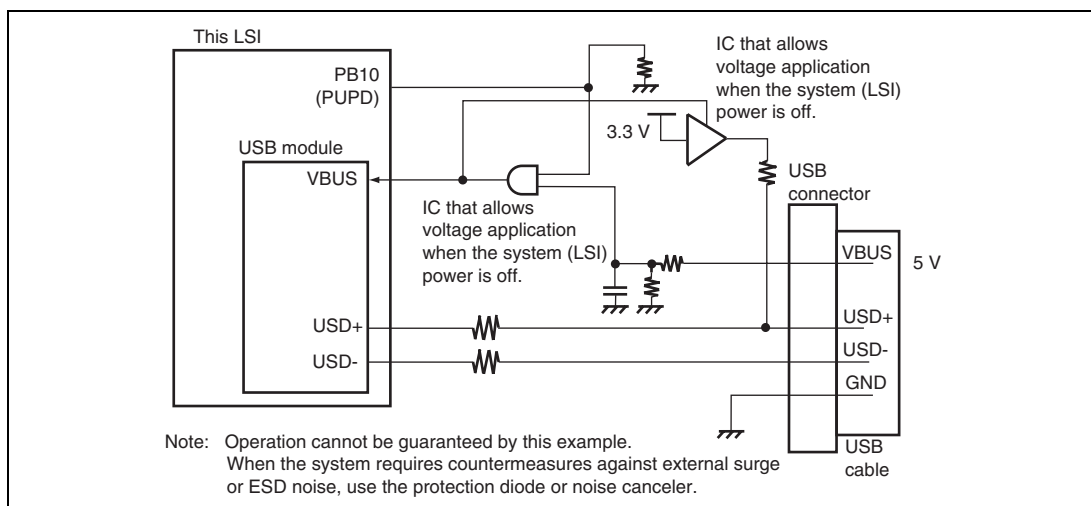 This LSI
IC that allows
voltage application
when the system (LSI)
power is off.
PB10
(PUPD)
3.3 V
USB module
VBUS
USB
connector
IC that allows
voltage application
when the system (LSI)
power is off.
VBUS
5 V
USD+
USD+
USD-
USD-
GND
Note: Operation cannot be guaranteed by this example.
When the system requires countermeasures against external surge
or ESD noise, use the protection diode or noise canceler.
USB
cable